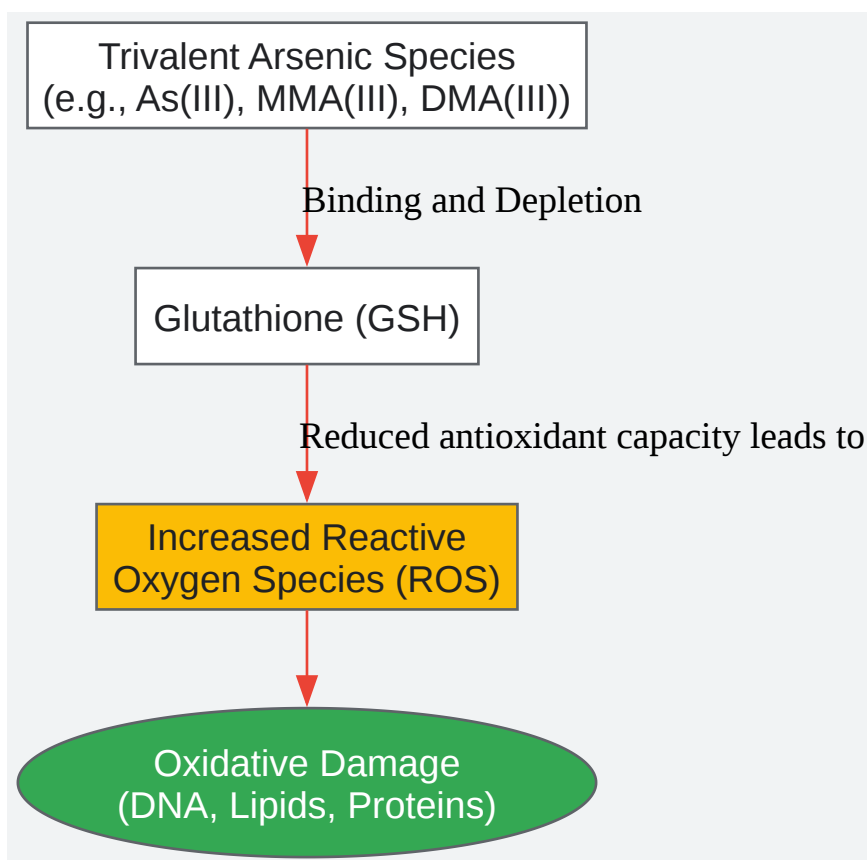 Trivalent Arsenic Species
(e.g., As(III), MMA(III), DMA(III))
Binding and Depletion
Glutathione (GSH)
Reduced antioxidant capacity leads to
Increased Reactive
Oxygen Species (ROS)
Oxidative Damage
(DNA, Lipids, Proteins)